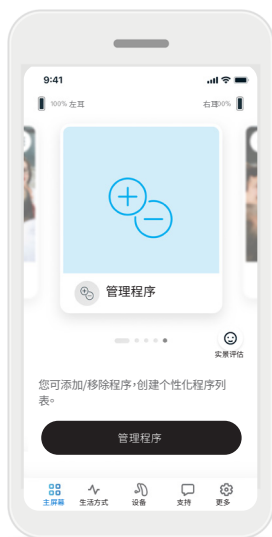 9:41
100% 左耳 右耳 100%
管理程序
实景评估
您可添加/移除程序，创建个性化程序列
表。
管理程序
主屏幕 生活方式 设备 支持 更多